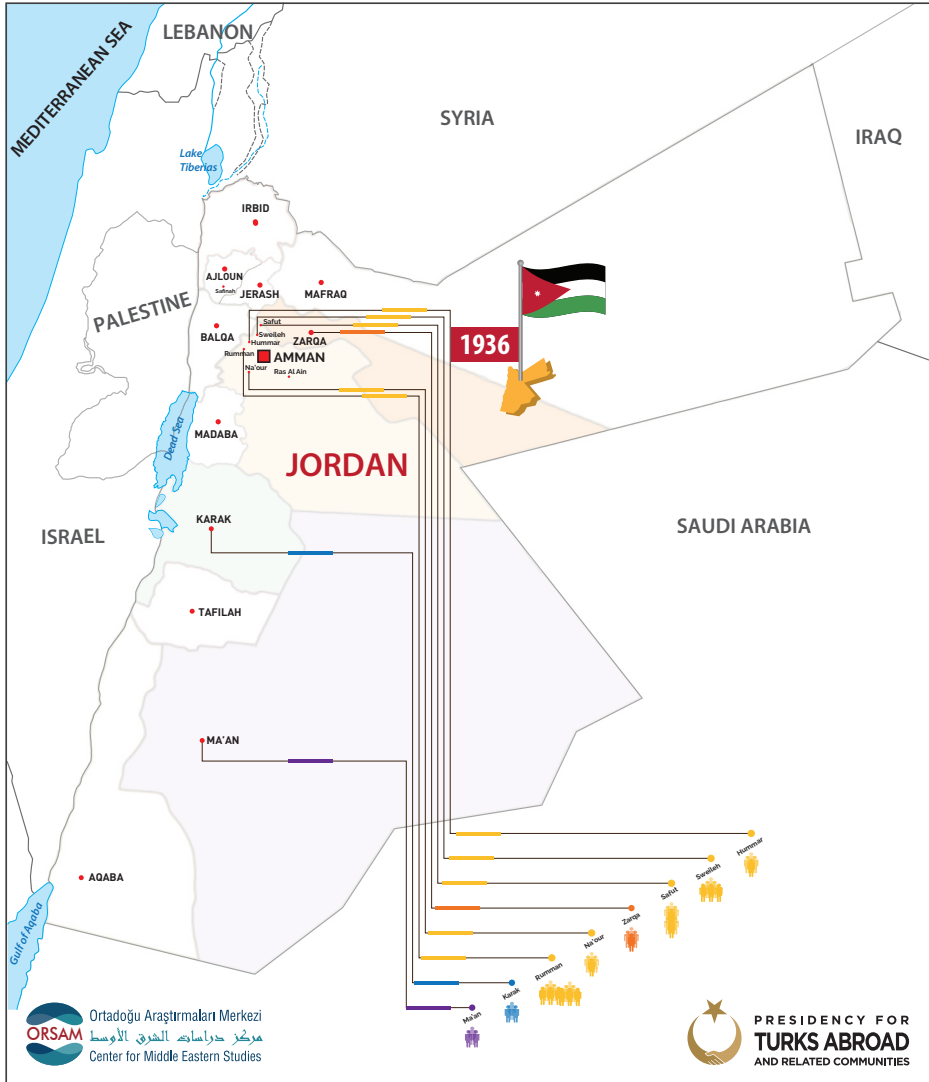 MEDITERRANEAN SEA
LEBANON
SYRIA
IRAQ
Lake
Tiberias
IRBID
AJLOUN
Safinah
JERASH
MAFRAQ
PALESTINE
BALQA
Safut
Sweileh
Hummar
ZARQA
Rumman
AMMAN
Na'our
Ras Al Ain
1936
Dead Sea
MADABA
JORDAN
KARAK
ISRAEL
SAUDI ARABIA
TAFILAH
MA'AN
AQABA
Gulf of Aqaba
Hummar
Sweileh
Safut
Zarqa
Na'our
Rumman
Karak
Ma'an
ORSAM
Ortadoğu Araştırmaları Merkezi
مركز دراسات الشرق الأوسط
Center for Middle Eastern Studies
PRESIDENCY FOR
TURKS ABROAD
AND RELATED COMMUNITIES